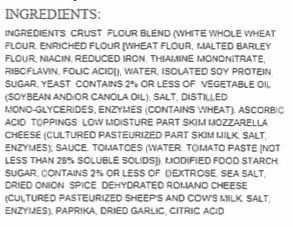 INGREDIENTS:
INGREDIENTS: CRUST: FLOUR BLEND (WHITE WHOLE WHEAT
FLOUR, ENRICHED FLOUR [WHEAT FLOUR, MALTED BARLEY
FLOUR, NIACIN, REDUCED IRON, THIAMINE MONONITRATE,
RIBOFLAVIN, FOLIC ACID]), WATER, ISOLATED SOY PROTEIN,
SUGAR, YEAST. CONTAINS 2% OR LESS OF: VEGETABLE OIL
(SOYBEAN AND/OR CANOLA OIL), SALT, DISTILLED
MONO-GLYCERIDES, ENZYMES (CONTAINS WHEAT), ASCORBIC
ACID. TOPPINGS: LOW MOISTURE PART SKIM MOZZARELLA
CHEESE (CULTURED PASTEURIZED PART SKIM MILK, SALT,
ENZYMES); SAUCE: TOMATOES (WATER, TOMATO PASTE [NOT
LESS THAN 28% SOLUBLE SOLIDS]), MODIFIED FOOD STARCH,
SUGAR, CONTAINS 2% OR LESS OF: DEXTROSE, SEA SALT,
DRIED ONION, SPICE, DEHYDRATED ROMANO CHEESE
(CULTURED PASTEURIZED SHEEP'S AND COW'S MILK, SALT,
ENZYMES), PAPRIKA, DRIED GARLIC, CITRIC ACID